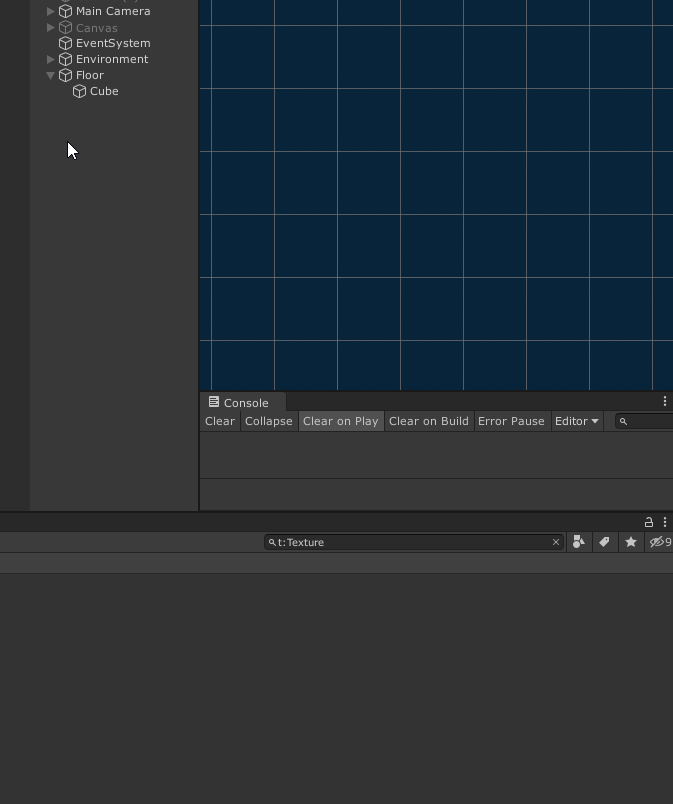 Main Camera
Canvas
EventSystem
Environment
Floor
Cube
Console
Clear Collapse Clear on Play Clear on Build Error Pause Editor
t:Texture
9